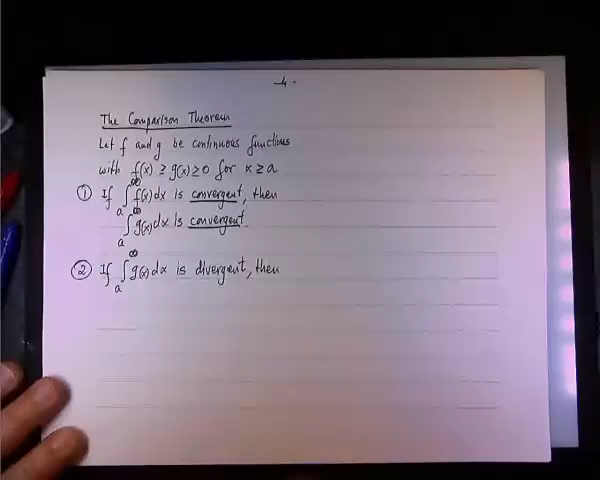 -4-
The Comparison Theorem
Let f and g be continuous functions
with f(x) ≥ g(x) ≥ 0 for x ≥ a
① If ∫_a^∞ f(x)dx is convergent, then
∫_a^∞ g(x)dx is convergent.
② If ∫_a^∞ g(x)dx is divergent, then